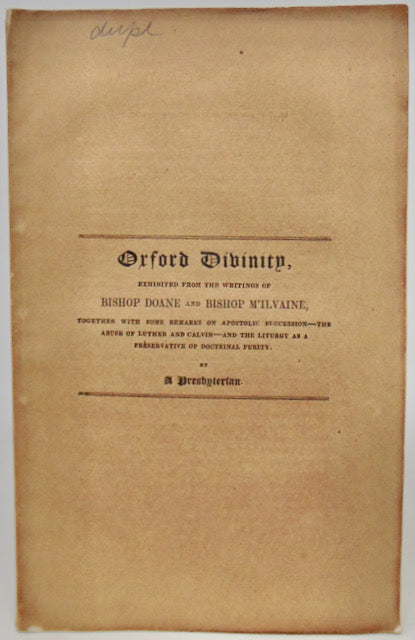 dupl
Oxford Divinity,
EXHIBITED FROM THE WRITINGS OF
BISHOP DOANE AND BISHOP M'ILVAINE,
TOGETHER WITH SOME REMARKS ON APOSTOLIC SUCCESSION—THE
ABUSE OF LUTHER AND CALVIN—AND THE LITURGY AS A
PRESERVATIVE OF DOCTRINAL PURITY.
BY
A Presbyterian.